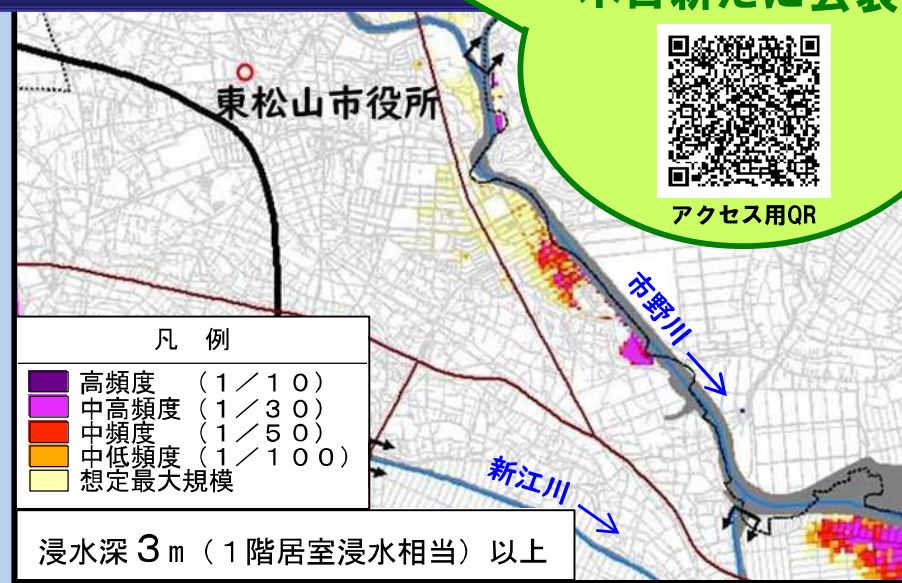 アクセス用QR
東松山市役所
市野川
新江川
凡 例
高頻度 (1/10)
中高頻度 (1/30)
中頻度 (1/50)
中低頻度 (1/100)
想定最大規模
浸水深3m(1階居室浸水相当)以上